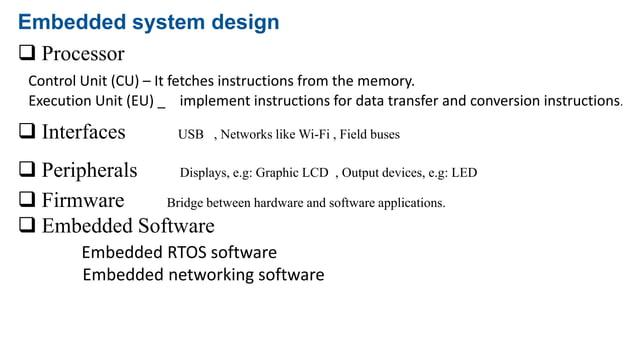 Embedded system design
❑ Processor
Control Unit (CU) – It fetches instructions from the memory.
Execution Unit (EU) _ implement instructions for data transfer and conversion instructions.
❑ Interfaces USB , Networks like Wi-Fi , Field buses
❑ Peripherals Displays, e.g: Graphic LCD , Output devices, e.g: LED
❑ Firmware Bridge between hardware and software applications.
❑ Embedded Software
Embedded RTOS software
Embedded networking software